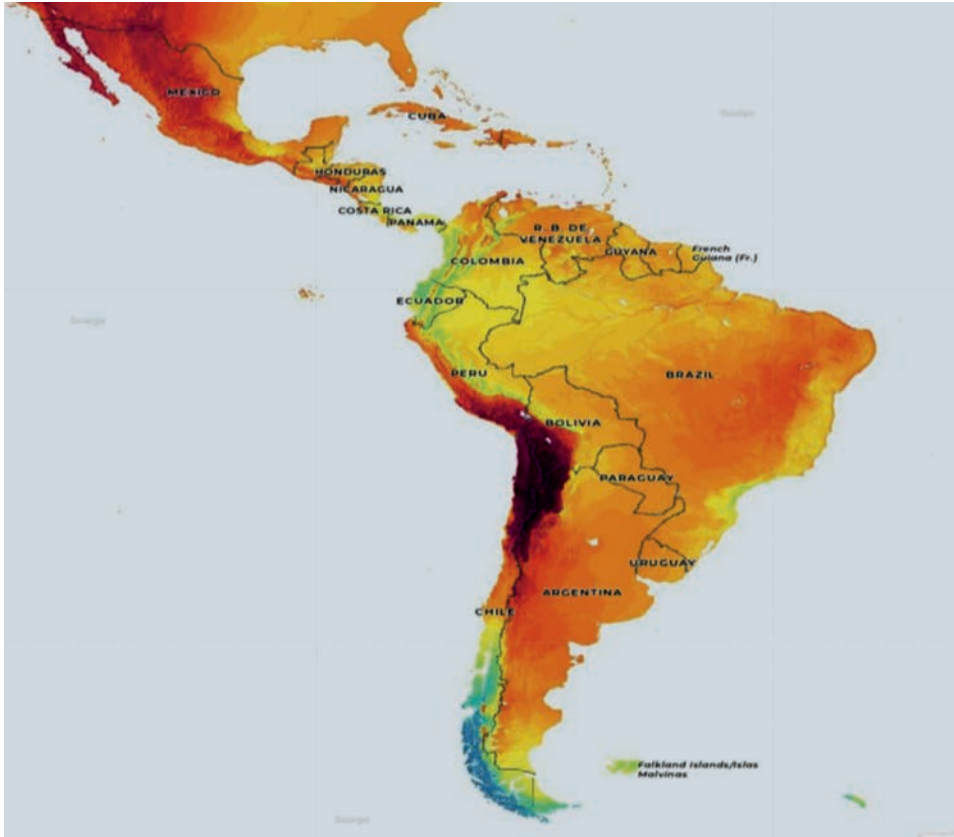 MEXICO
CUBA
HONDURAS
NICARAGUA
COSTA RICA
PANAMA
R. B. DE
VENEZUELA
GUYANA
French
Guiana (Fr.)
COLOMBIA
ECUADOR
PERU
BRAZIL
BOLIVIA
PARAGUAY
URUGUAY
ARGENTINA
CHILE
Falkland Islands/Islas
Malvinas